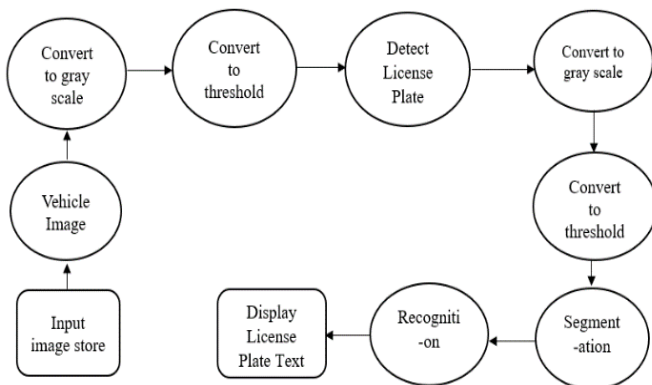 Convert
to gray
scale
Convert
to
threshold
Detect
License
Plate
Convert to
gray scale
Vehicle
Image
Convert
to
threshold
Input
image store
Display
License
Plate Text
Recogniti
-on
Segment
-ation